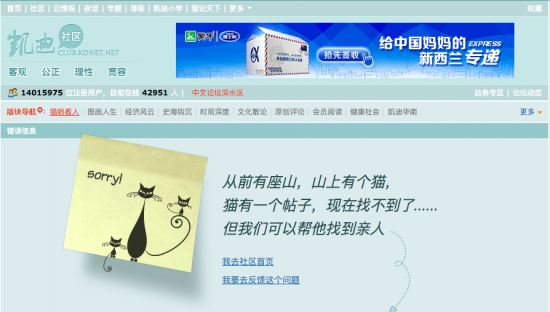 首页 | 社区 | 云情报 | 夜话 | 专题 | 博客 | 凯迪小学 | 猫论天下 | 更多
收藏
凯迪 社区
CLUB.KDNET.NET
客观 公正 理性 宽容
抢先签收
给中国妈妈的
新西兰 EXPRESS 专递
14015975 位注册用户, 目前在线 42951 人 | 中文论坛深水区
站务专区 | 论坛动态
版块导航 猫眼看人 | 图画人生 | 经济风云 | 史海钩沉 | 时局深度 | 文化散论 | 原创评论 | 会员阅读 | 健康社会 | 凯迪华南
更多
错误信息
sorry!
从前有座山，山上有个猫，
猫有一个帖子，现在找不到了......
但我们可以帮他找到亲人
我去社区首页
我要去反馈这个问题